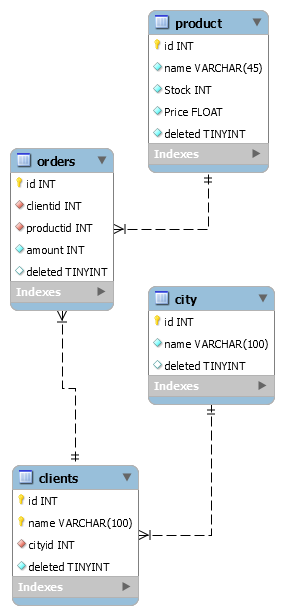 product
id INT
name VARCHAR(45)
Stock INT
Price FLOAT
deleted TINYINT
Indexes
orders
id INT
clientid INT
productid INT
amount INT
deleted TINYINT
Indexes
city
id INT
name VARCHAR(100)
deleted TINYINT
Indexes
clients
id INT
name VARCHAR(100)
cityid INT
deleted TINYINT
Indexes